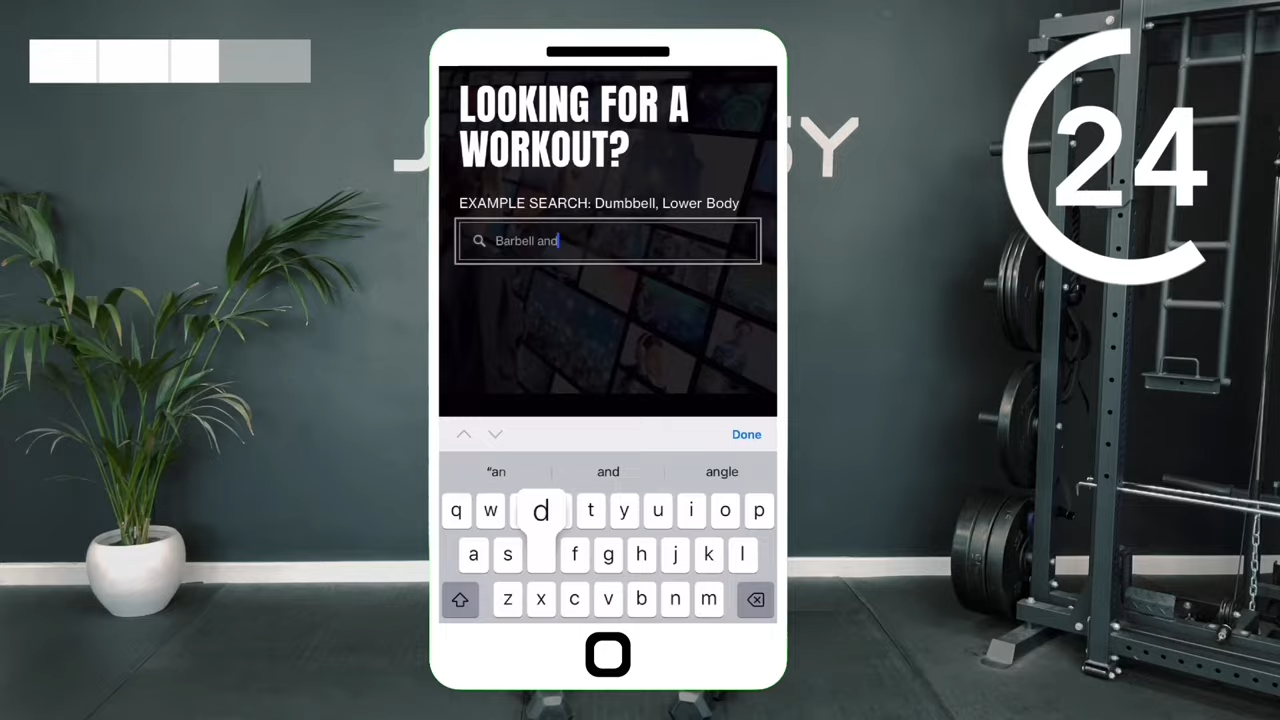 24
LOOKING FOR A
WORKOUT?
EXAMPLE SEARCH: Dumbbell, Lower Body
Barbell and
Done
“an and angle
q w d t y u i o p
a s f g h j k l
z x c v b n m